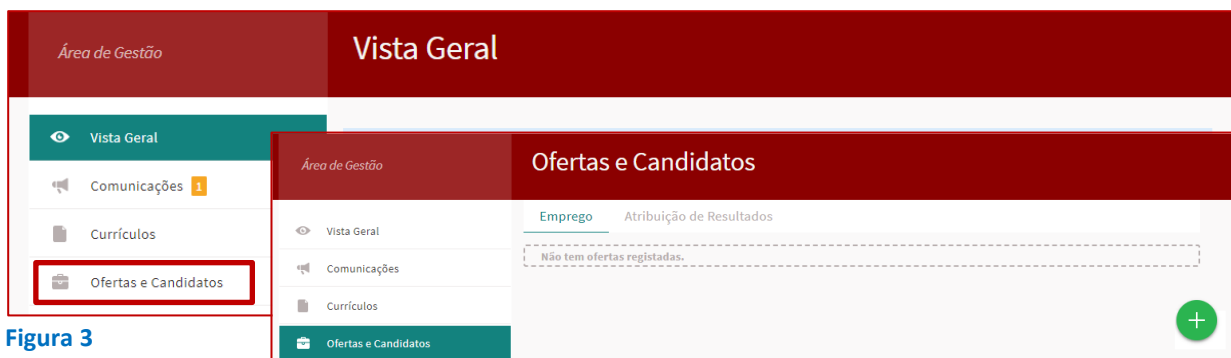 Área de Gestão
Vista Geral
Vista Geral
Comunicações 1
Currículos
Ofertas e Candidatos
Figura 3
Área de Gestão
Ofertas e Candidatos
Vista Geral
Comunicações
Currículos
Ofertas e Candidatos
Emprego Atribuição de Resultados
Não tem ofertas registadas.